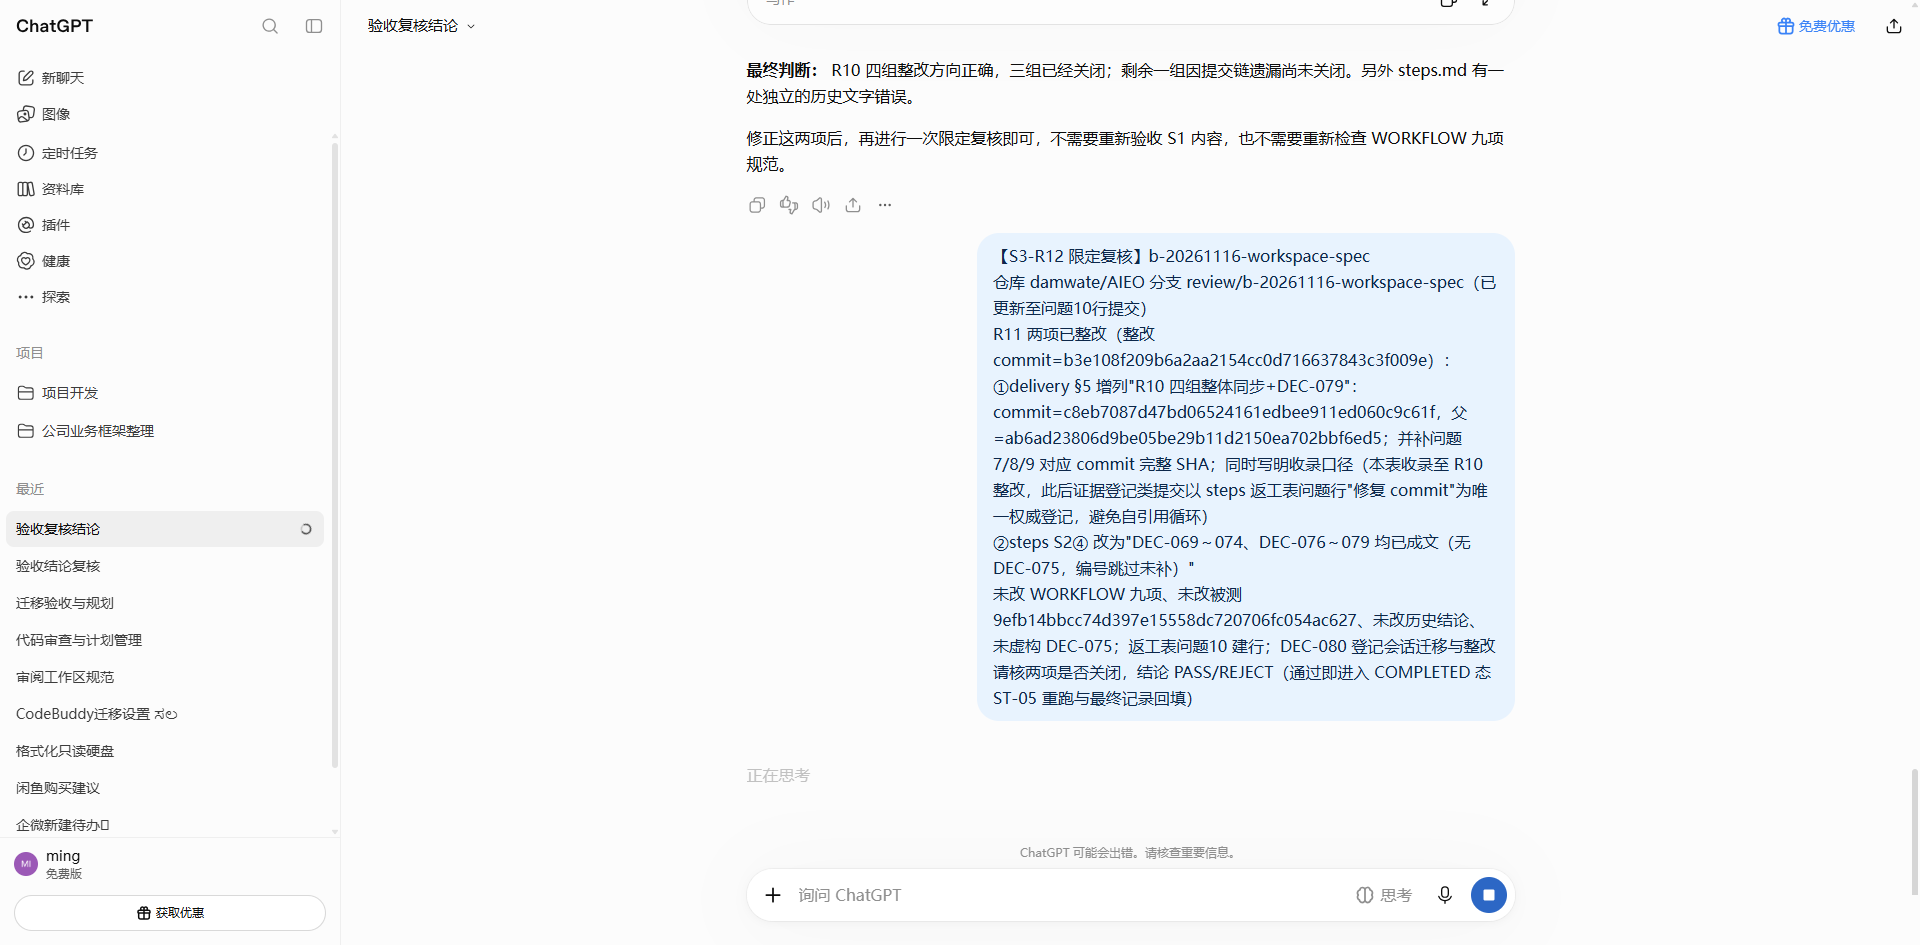 ChatGPT
新聊天
图像
定时任务
资料库
插件
健康
探索
项目
项目开发
公司业务框架整理
最近
验收复核结论
验收结论复核
迁移验收与规划
代码审查与计划管理
审阅工作区规范
CodeBuddy迁移设置
格式化只读硬盘
闲鱼购买建议
企微新建待办
MI
ming
免费版
获取优惠
验收复核结论
免费优惠
最终判断： R10 四组整改方向正确，三组已经关闭；剩余一组因提交链遗漏尚未关闭。另外 steps.md 有一
处独立的历史文字错误。
修正这两项后，再进行一次限定复核即可，不需要重新验收 S1 内容，也不需要重新检查 WORKFLOW 九项
规范。
【S3-R12 限定复核】b-20261116-workspace-spec
仓库 damwate/AIEO 分支 review/b-20261116-workspace-spec（已
更新至问题10行提交）
R11 两项已整改（整改
commit=b3e108f209b6a2aa2154cc0d716637843c3f009e）：
①delivery §5 增列"R10 四组整体同步+DEC-079"：
commit=c8eb7087d47bd06524161edbee911ed060c9c61f，父
=ab6ad23806d9be05be29b11d2150ea702bbf6ed5；并补问题
7/8/9 对应 commit 完整 SHA；同时写明收录口径（本表收录至 R10
整改，此后证据登记类提交以 steps 返工表问题行"修复 commit"为唯
一权威登记，避免自引用循环）
②steps S2④ 改为"DEC-069～074、DEC-076～079 均已成文（无
DEC-075，编号跳过未补）"
未改 WORKFLOW 九项、未改被测
9efb14bbcc74d397e15558dc720706fc054ac627、未改历史结论、
未虚构 DEC-075；返工表问题10 建行；DEC-080 登记会话迁移与整改
请核两项是否关闭，结论 PASS/REJECT（通过即进入 COMPLETED 态
ST-05 重跑与最终记录回填）
正在思考
ChatGPT 可能会出错。请核查重要信息。
询问 ChatGPT
思考